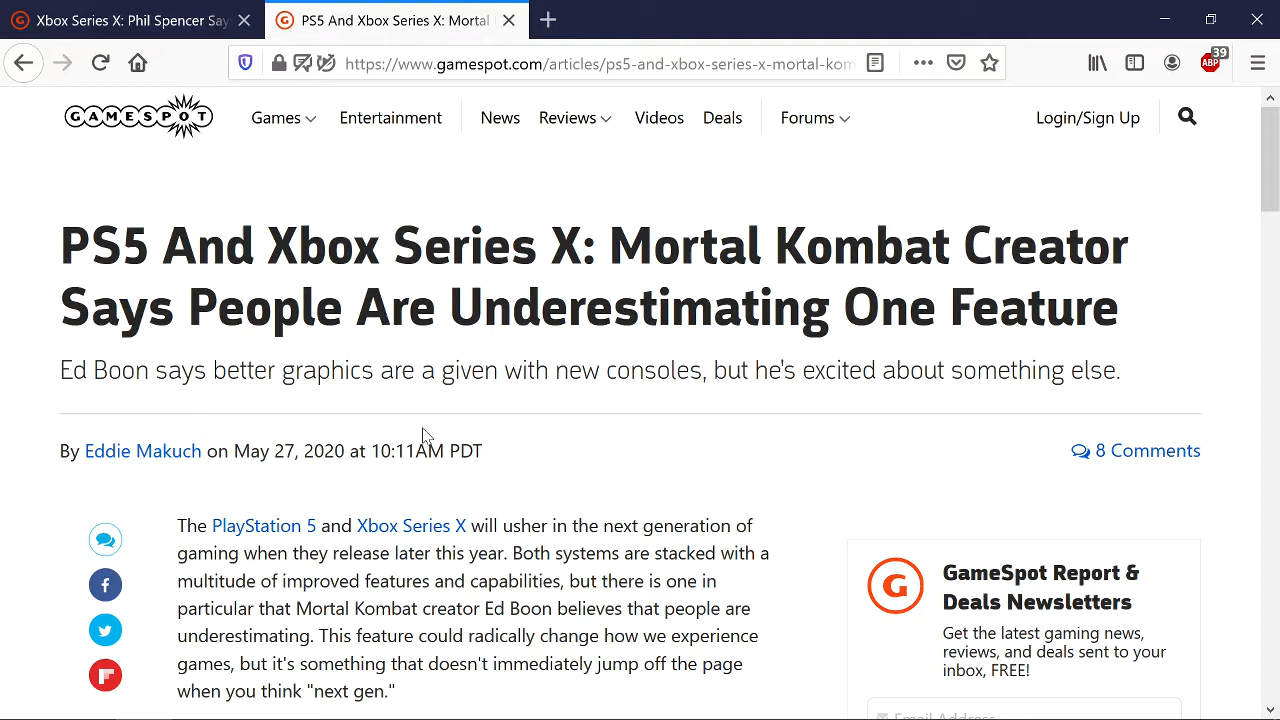 Xbox Series X: Phil Spencer Say
PS5 And Xbox Series X: Mortal
https://www.gamespot.com/articles/ps5-and-xbox-series-x-mortal-kom
39
ABP
GAMESPOT
Games
Entertainment
News
Reviews
Videos
Deals
Forums
Login/Sign Up
PS5 And Xbox Series X: Mortal Kombat Creator
Says People Are Underestimating One Feature
Ed Boon says better graphics are a given with new consoles, but he's excited about something else.
By Eddie Makuch on May 27, 2020 at 10:11AM PDT
8 Comments
The PlayStation 5 and Xbox Series X will usher in the next generation of
gaming when they release later this year. Both systems are stacked with a
multitude of improved features and capabilities, but there is one in
particular that Mortal Kombat creator Ed Boon believes that people are
underestimating. This feature could radically change how we experience
games, but it's something that doesn't immediately jump off the page
when you think "next gen."
GameSpot Report &
Deals Newsletters
Get the latest gaming news,
reviews, and deals sent to your
inbox, FREE!
Email Address